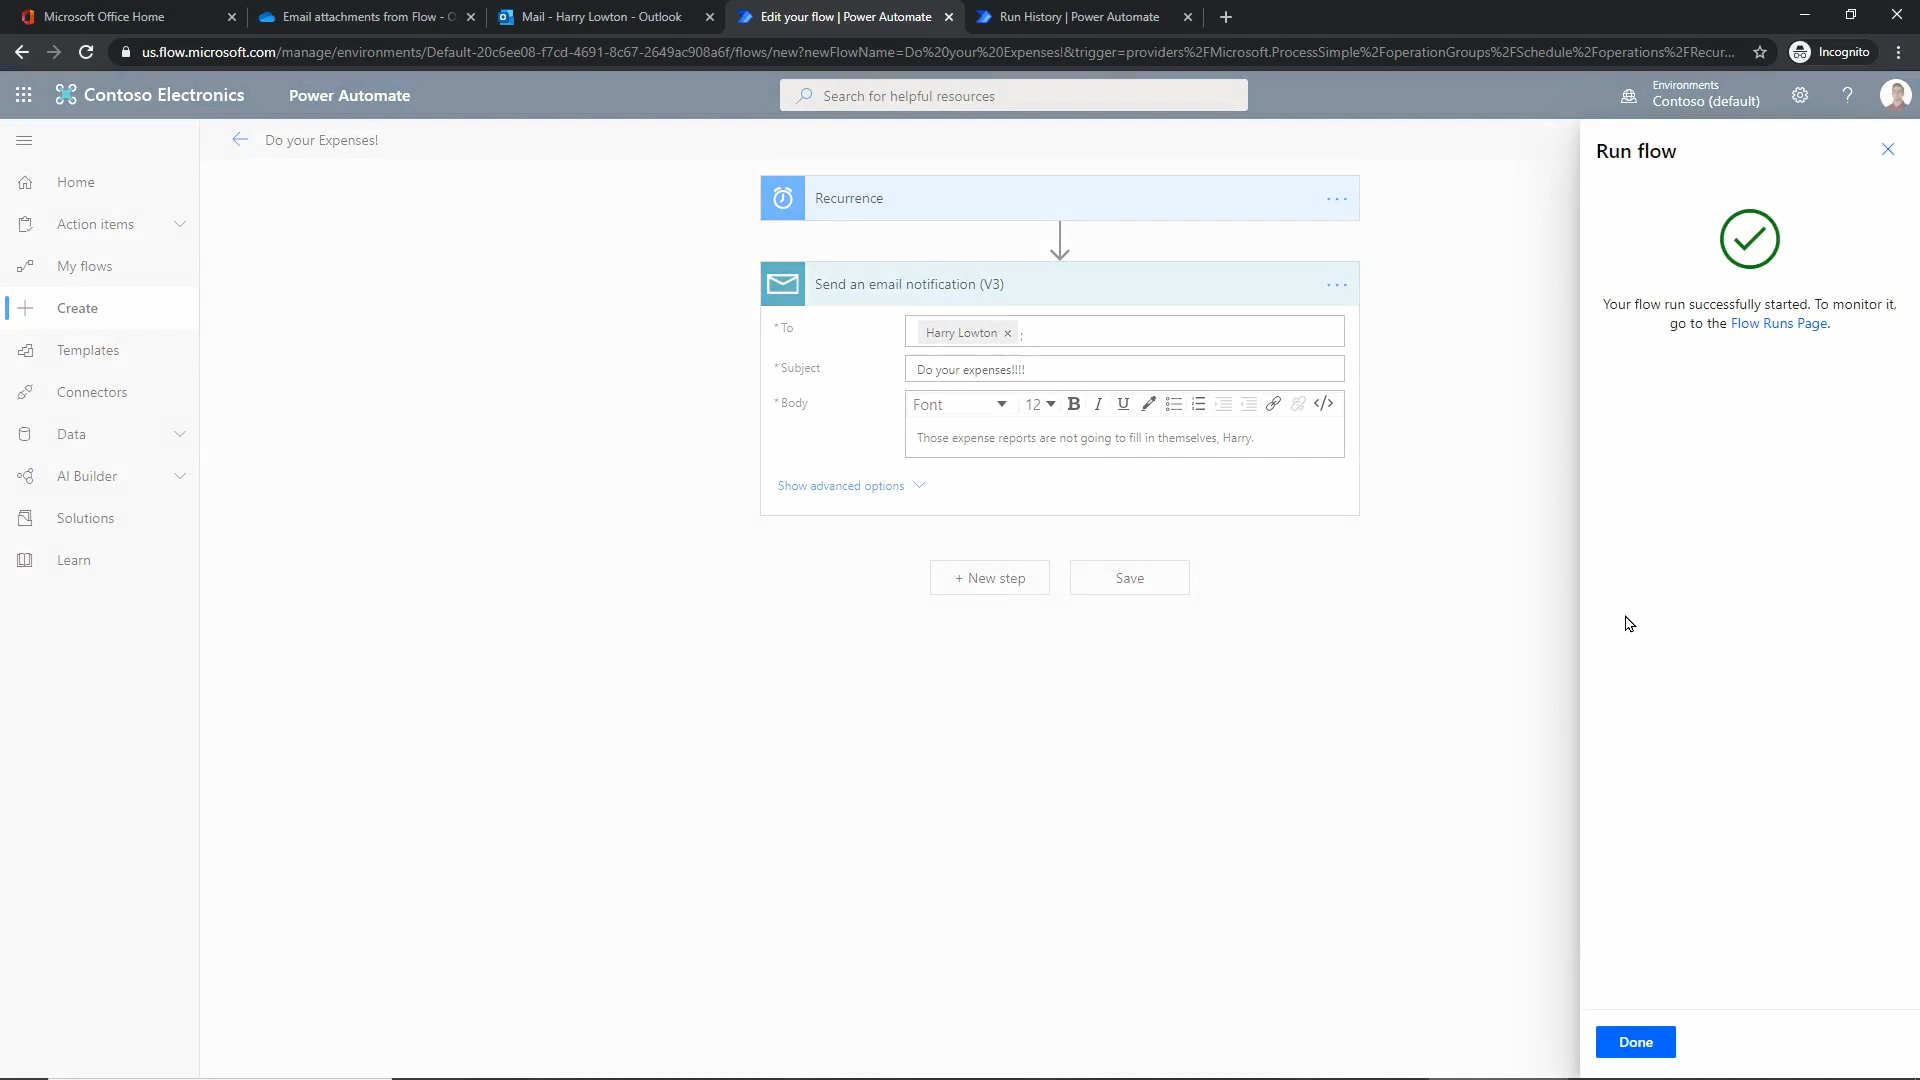 Microsoft Office Home
Email attachments from Flow - O
Mail - Harry Lowton - Outlook
Edit your flow | Power Automate
Run History | Power Automate
us.flow.microsoft.com/manage/environments/Default-20c6ee08-f7cd-4691-8c67-2649ac908a6f/flows/new?newFlowName=Do%20your%20Expenses!&trigger=providers%2FMicrosoft.ProcessSimple%2FoperationGroups%2FSchedule%2Foperations%2FRecur...
Incognito
Contoso Electronics
Power Automate
Search for helpful resources
Environments
Contoso (default)
?
Do your Expenses!
Home
Action items
My flows
Create
Templates
Connectors
Data
AI Builder
Solutions
Learn
Recurrence
Send an email notification (V3)
* To
Harry Lowton × ;
* Subject
Do your expenses!!!!
* Body
Font
12
B I U </>
Those expense reports are not going to fill in themselves, Harry.
Show advanced options
+ New step
Save
Run flow
Your flow run successfully started. To monitor it,
go to the Flow Runs Page.
Done